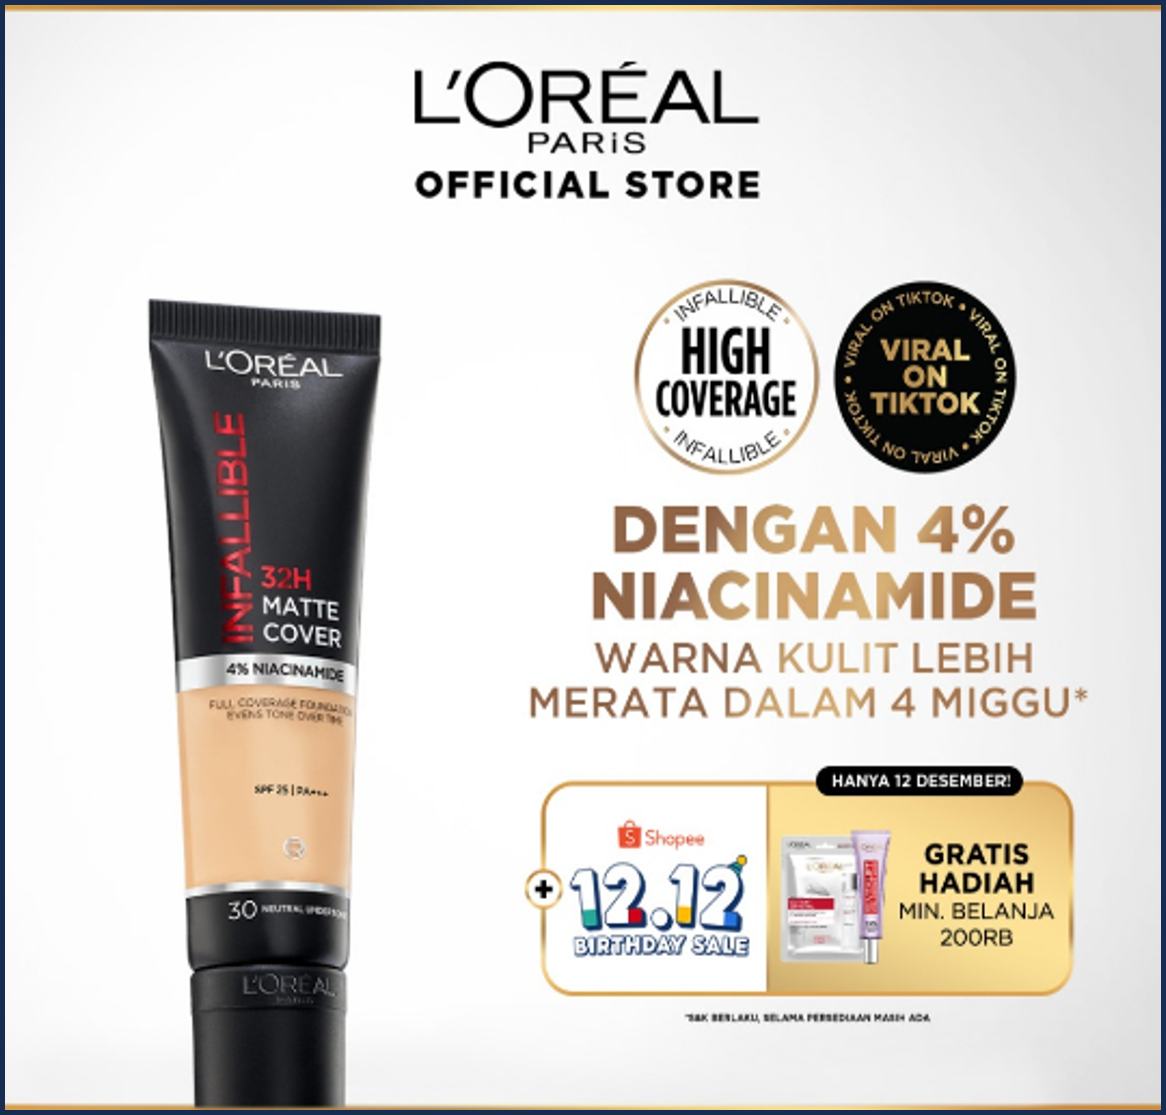 L'ORÉAL
PARiS
OFFICIAL STORE
L'ORÉAL
PARIS
INFALLIBLE
32H
MATTE
COVER
4% NIACINAMIDE
FULL COVERAGE FOUNDATION
EVENS TONE OVER TIME
SPF 25 | PA+++
30 NEUTRAL UNDERTONE
L'ORÉAL
PARIS
INFALLIBLE
HIGH
COVERAGE
INFALLIBLE
VIRAL ON TIKTOK • VIRAL ON TIKTOK • VIRAL ON TIKTOK •
VIRAL
ON
TIKTOK
DENGAN 4%
NIACINAMIDE
WARNA KULIT LEBIH
MERATA DALAM 4 MIGGU*
HANYA 12 DESEMBER!
+
Shopee
12.12
BIRTHDAY SALE
GRATIS
HADIAH
MIN. BELANJA
200RB
*S&K BERLAKU, SELAMA PERSEDIAAN MASIH ADA